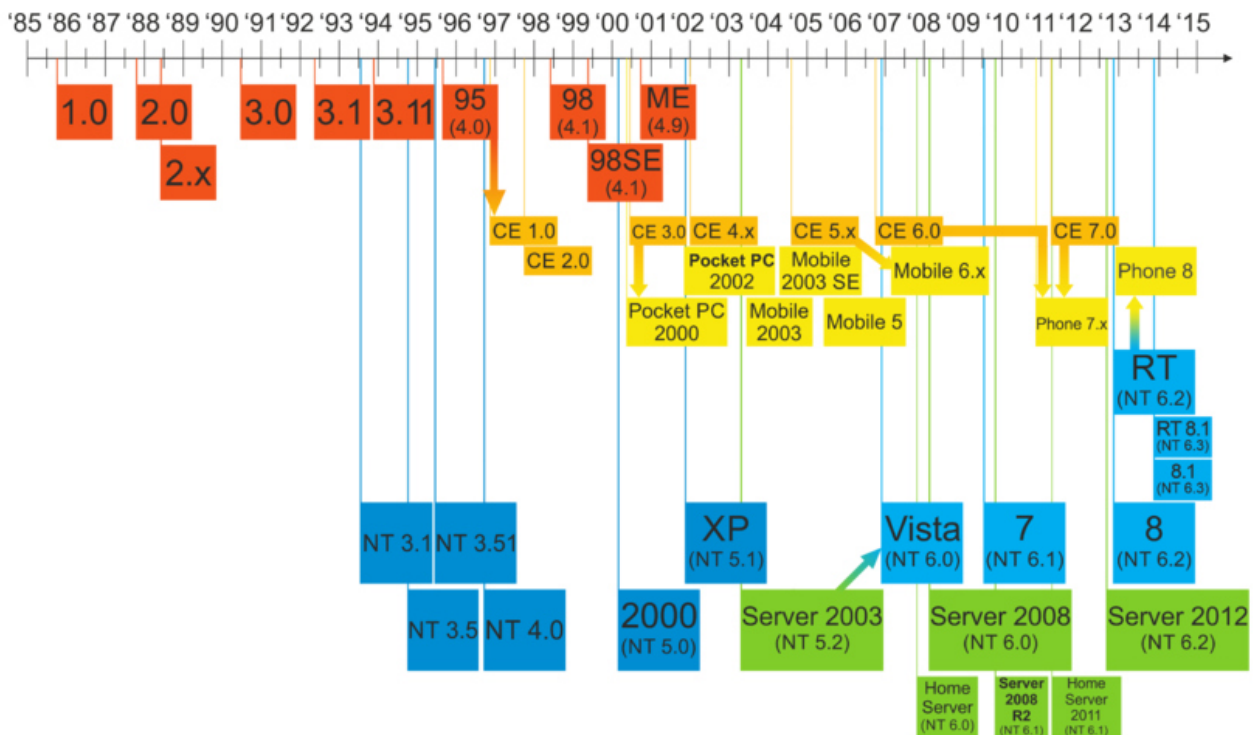 ‘85 ‘86 ‘87 ‘88 ‘89 ‘90 ‘91 ‘92 ‘93 ‘94 ‘95 ‘96 ‘97 ‘98 ‘99 ‘00 ‘01 ‘02 ‘03 ‘04 ‘05 ‘06 ‘07 ‘08 ‘09 ‘10 ‘11 ‘12 ‘13 ‘14 ‘15
1.0
2.0
3.0
3.1
3.11
95
(4.0)
98
(4.1)
ME
(4.9)
2.x
98SE
(4.1)
CE 1.0
CE 3.0
CE 4.x
CE 5.x
CE 6.0
CE 7.0
CE 2.0
Pocket PC
2002
Mobile
2003 SE
Mobile 6.x
Phone 8
Pocket PC
2000
Mobile
2003
Mobile 5
Phone 7.x
RT
(NT 6.2)
RT 8.1
(NT 6.3)
8.1
(NT 6.3)
NT 3.1
NT 3.51
XP
(NT 5.1)
Vista
(NT 6.0)
7
(NT 6.1)
8
(NT 6.2)
NT 3.5
NT 4.0
2000
(NT 5.0)
Server 2003
(NT 5.2)
Server 2008
(NT 6.0)
Server 2012
(NT 6.2)
Home
Server
(NT 6.0)
Server
2008
R2
(NT 6.1)
Home
Server
2011
(NT 6.1)